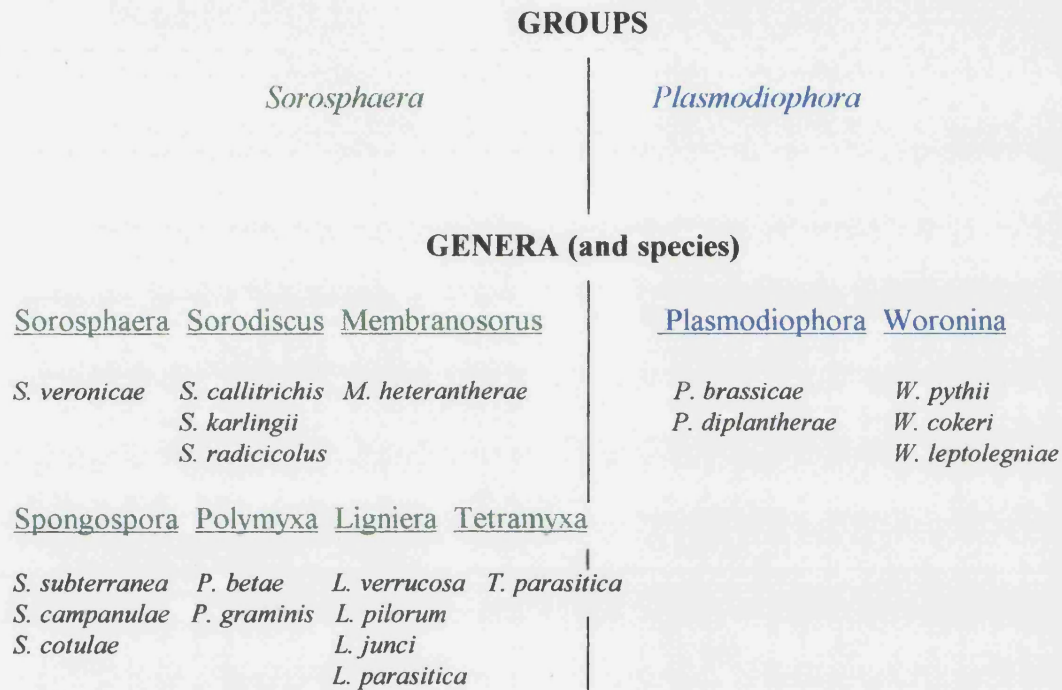 GROUPS
Sorosphaera Plasmodiophora
GENERA (and species)
Sorosphaera Sorodiscus Membranosorus Plasmodiophora Woronina
S. veronicae S. callitrichis M. heterantherae P. brassicae W. pythii
S. karlingii P. diplantherae W. cokeri
S. radicicolus W. leptolegniae
Spongospora Polymyxa Ligniera Tetramyxa
S. subterranea P. betae L. verrucosa T. parasitica
S. campanulae P. graminis L. pilorum
S. cotulae L. junci
L. parasitica